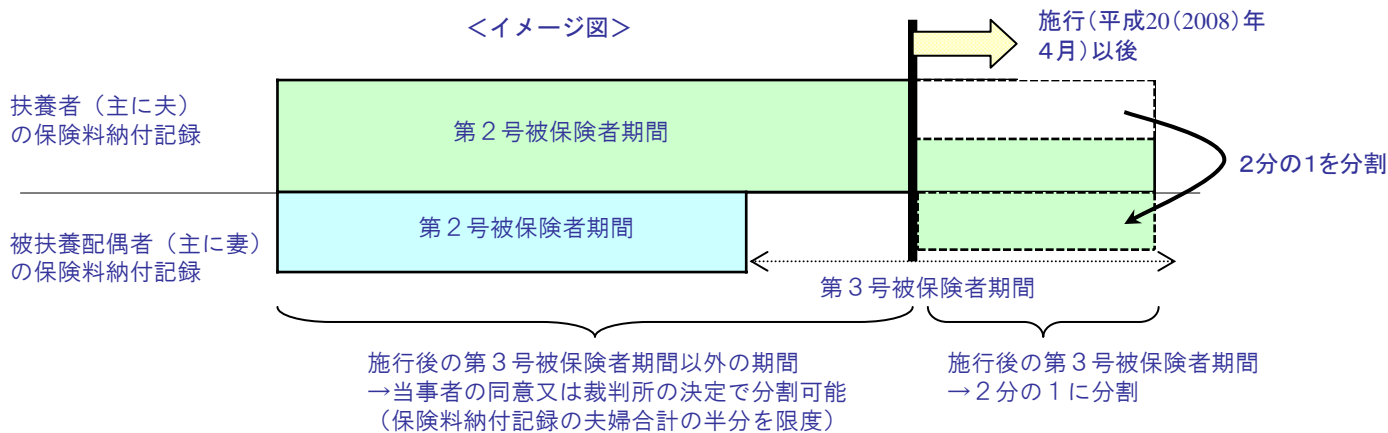 ＜イメージ図＞
施行（平成20（2008）年
４月）以後
扶養者（主に夫）
の保険料納付記録
第２号被保険者期間
2分の1を分割
被扶養配偶者（主に妻）
の保険料納付記録
第２号被保険者期間
第３号被保険者期間
施行後の第３号被保険者期間以外の期間
→当事者の同意又は裁判所の決定で分割可能
（保険料納付記録の夫婦合計の半分を限度）
施行後の第３号被保険者期間
→２分の１に分割